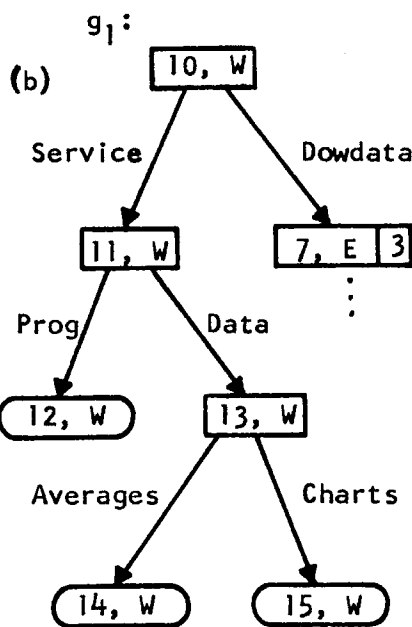 g1:
(b)
10, W
Service Dowdata
11, W 7, E 3
Prog Data
12, W 13, W
Averages Charts
14, W 15, W